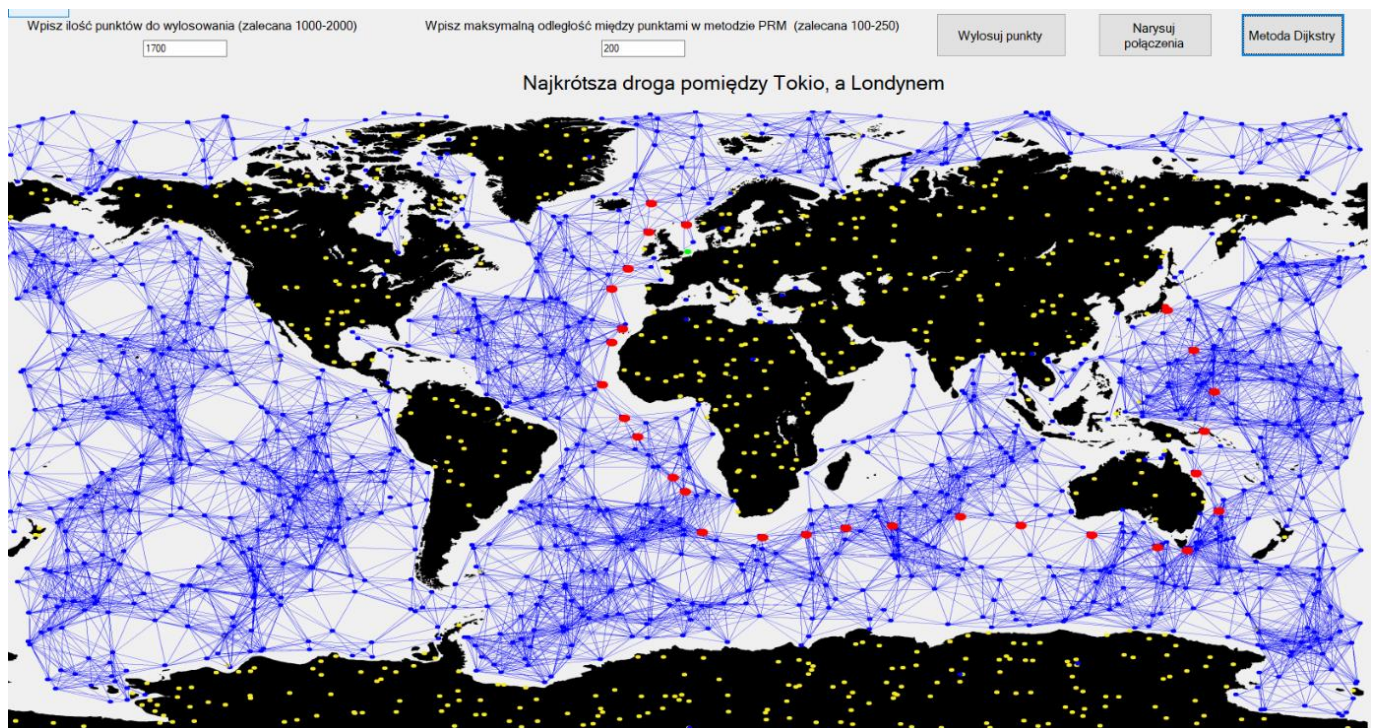 Wpisz ilość punktów do wylosowania (zalecana 1000-2000)
1700
Wpisz maksymalną odległość między punktami w metodzie PRM (zalecana 100-250)
200
Wylosuj punkty
Narysuj
połączenia
Metoda Dijkstry
Najkrótsza droga pomiędzy Tokio, a Londynem